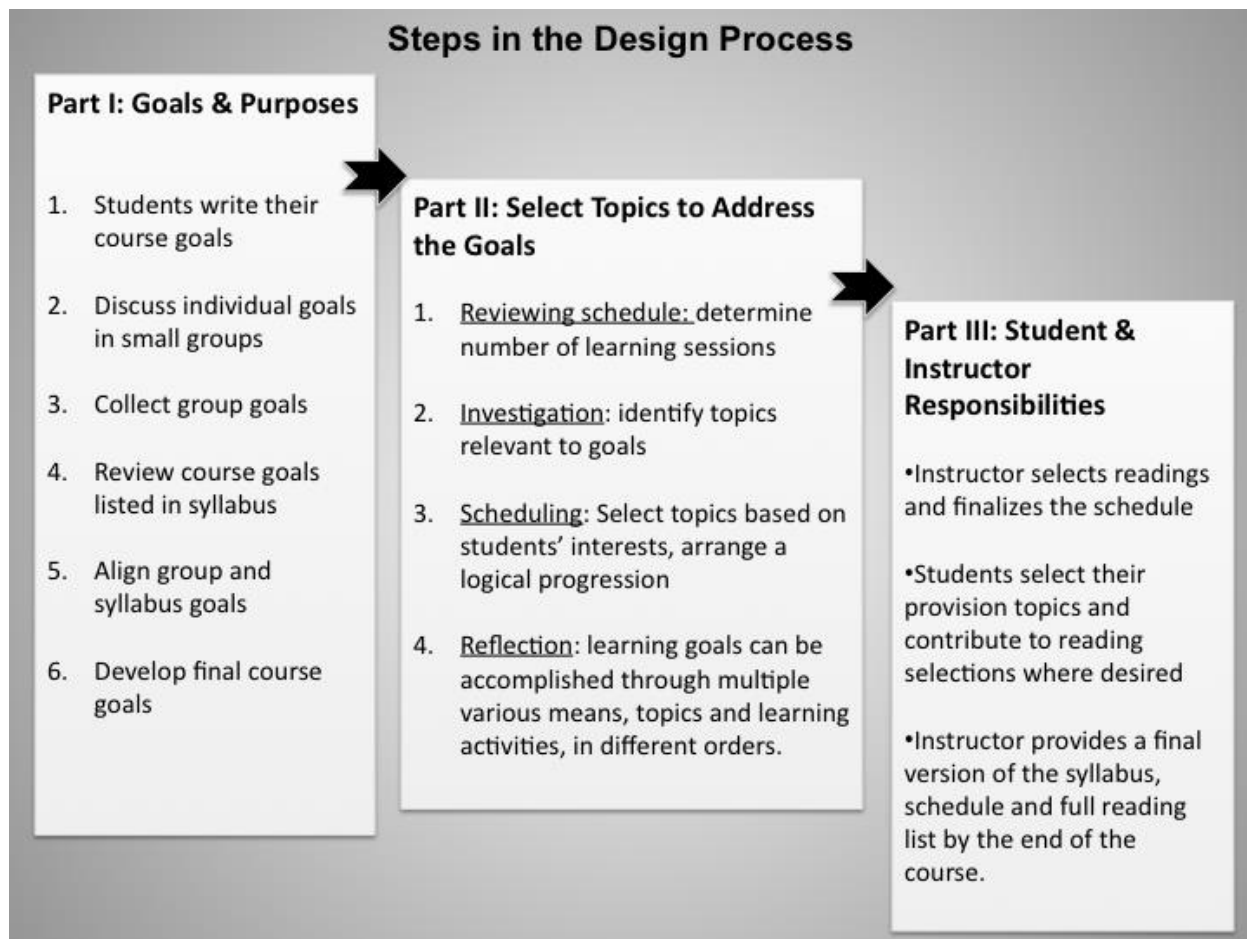 Steps in the Design Process
Part I: Goals & Purposes
1. Students write their
course goals
2. Discuss individual goals
in small groups
3. Collect group goals
4. Review course goals
listed in syllabus
5. Align group and
syllabus goals
6. Develop final course
goals
Part II: Select Topics to Address
the Goals
1. Reviewing schedule: determine
number of learning sessions
2. Investigation: identify topics
relevant to goals
3. Scheduling: Select topics based on
students’ interests, arrange a
logical progression
4. Reflection: learning goals can be
accomplished through multiple
various means, topics and learning
activities, in different orders.
Part III: Student &
Instructor
Responsibilities
•Instructor selects readings
and finalizes the schedule
•Students select their
provision topics and
contribute to reading
selections where desired
•Instructor provides a final
version of the syllabus,
schedule and full reading
list by the end of the
course.